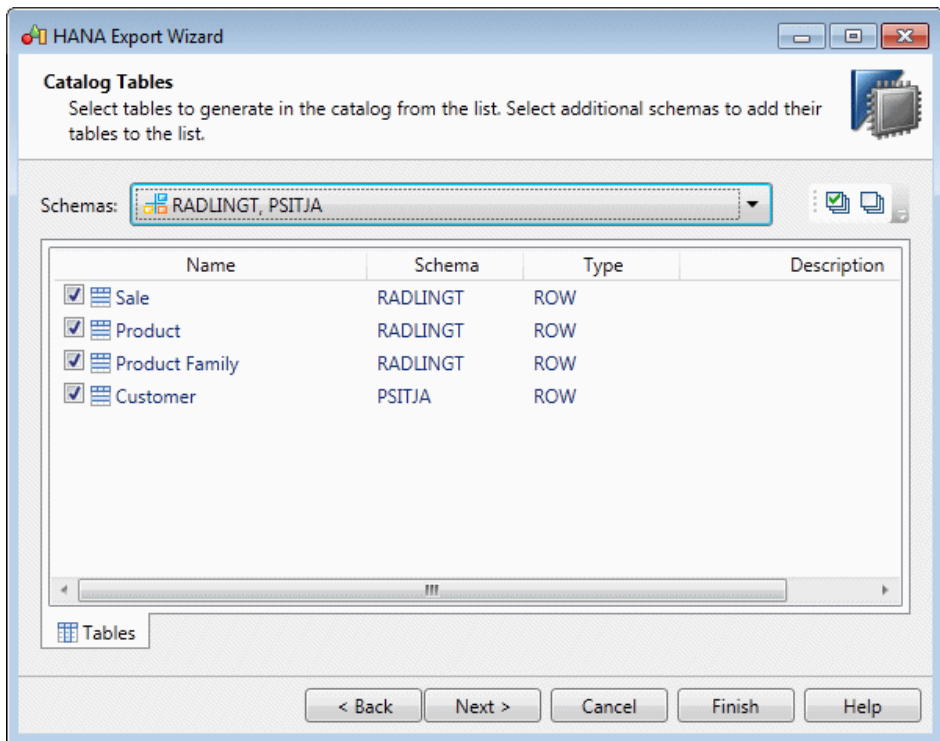 HANA Export Wizard
Catalog Tables
Select tables to generate in the catalog from the list. Select additional schemas to add their
tables to the list.
Schemas: RADLINGT, PSITJA
Name Schema Type Description
Sale RADLINGT ROW
Product RADLINGT ROW
Product Family RADLINGT ROW
Customer PSITJA ROW
Tables
< Back Next > Cancel Finish Help